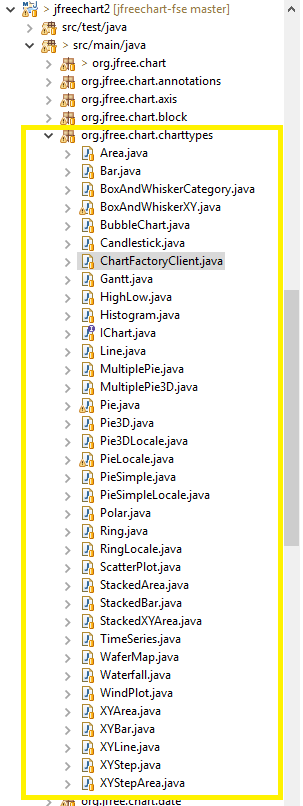 > jfreechart2 [jfreechart-fse master]
src/test/java
> src/main/java
> org.jfree.chart
org.jfree.chart.annotations
org.jfree.chart.axis
org.jfree.chart.block
org.jfree.chart.charttypes
Area.java
Bar.java
BoxAndWhiskerCategory.java
BoxAndWhiskerXY.java
BubbleChart.java
Candlestick.java
ChartFactoryClient.java
Gantt.java
HighLow.java
Histogram.java
IChart.java
Line.java
MultiplePie.java
MultiplePie3D.java
Pie.java
Pie3D.java
Pie3DLocale.java
PieLocale.java
PieSimple.java
PieSimpleLocale.java
Polar.java
Ring.java
RingLocale.java
ScatterPlot.java
StackedArea.java
StackedBar.java
StackedXYArea.java
TimeSeries.java
WaferMap.java
Waterfall.java
WindPlot.java
XYArea.java
XYBar.java
XYLine.java
XYStep.java
XYStepArea.java
org.jfree.chart.date